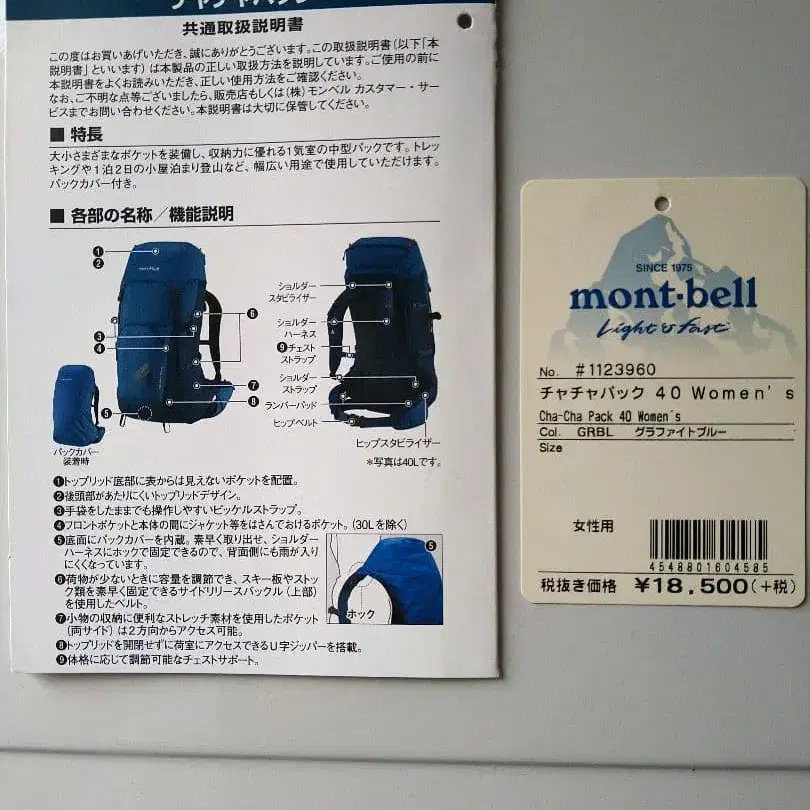 チャチャパック
共通取扱説明書
この度はお買いあげいただき、誠にありがとうございます。この取扱説明書(以下「本
説明書」といいます) は本製品の正しい取扱方法を説明しています。ご使用の前に
本説明書をよくお読みいただき、正しい使用方法をご確認ください。
なお、ご不明な点等ございましたら、販売店もしくは(株) モンベル カスタマー・サー
ビスまでお問い合わせください。本説明書は大切に保管してください。
■ 特長
大小さまざまなポケットを装備し、収納力に優れる1気室の中型パックです。トレッ
キングや1泊2日の小屋泊まり登山など、幅広い用途で使用していただけます。
パックカバー付き。
■ 各部の名称/機能説明
❶
❷
❸
❹
❺
❻
❼
❽
パックカバー
装着時
ショルダー
スタビライザー
ショルダー
ハーネス
❾チェスト
ストラップ
ショルダー
ストラップ
ランバーパッド
ヒップベルト
ヒップスタビライザー
*写真は40Lです。
❶トップリッド底部に表からは見えないポケットを配置。
❷後頭部があたりにくいトップリッドデザイン。
❸手袋をしたままでも操作しやすいピッケルストラップ。
❹フロントポケットと本体の間にジャケット等をはさんでおけるポケット。(30Lを除く)
❺底面にパックカバーを内蔵。素早く取り出せ、ショルダー
ハーネスにホックで固定できるので、背面側にも雨が入り
にくくなっています。
❻荷物が少ないときに容量を調節でき、スキー板やストッ
ク類を素早く固定できるサイドリリースバックル (上部)
を使用したベルト。
❼小物の収納に便利なストレッチ素材を使用したポケット
(両サイド) は2方向からアクセス可能。
❽トップリッドを開閉せずに荷室にアクセスできるU字ジッパーを搭載。
❾体格に応じて調節可能なチェストサポート。
❺
ホック
SINCE 1975
mont-bell
Light & Fast
No. #1123960
チャチャパック 40 Women's
Cha-Cha Pack 40 Women's
Col. GRBL グラファイトブルー
Size
女性用
4548801604585
税抜き価格 ¥18,500(+税)